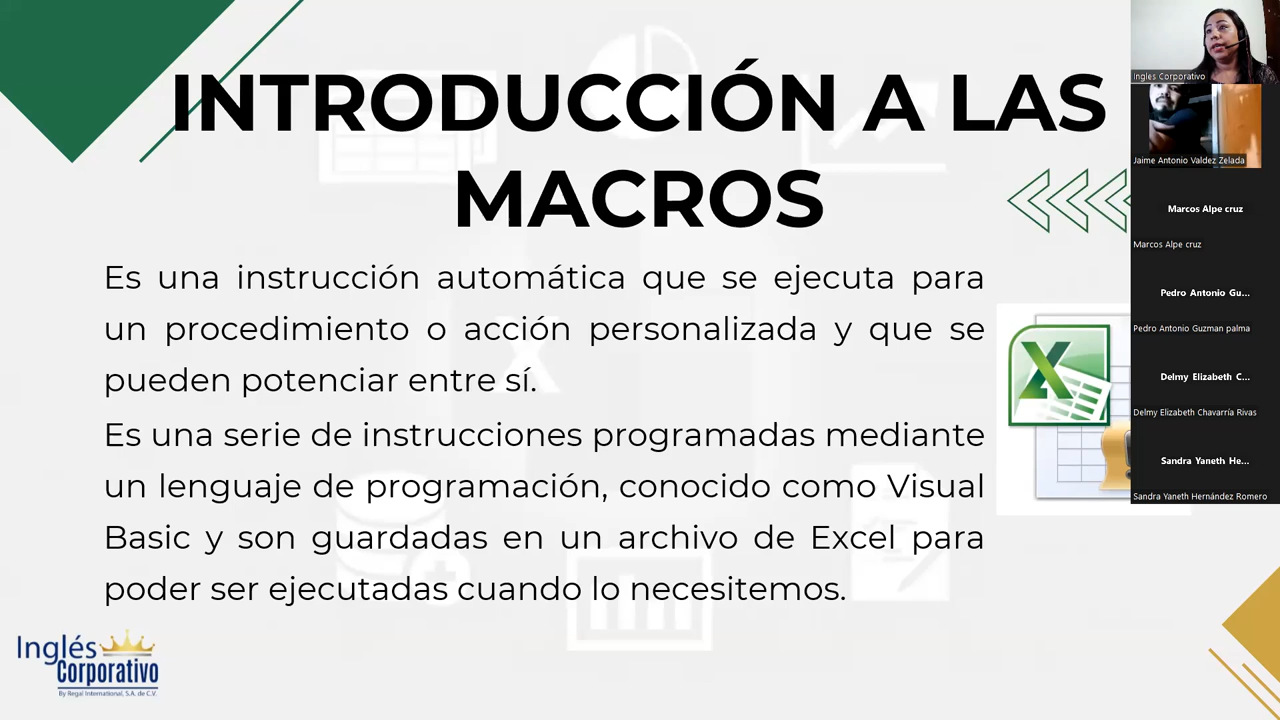 INTRODUCCIÓN A LAS
MACROS
Es una instrucción automática que se ejecuta para
un procedimiento o acción personalizada y que se
pueden potenciar entre sí.
Es una serie de instrucciones programadas mediante
un lenguaje de programación, conocido como Visual
Basic y son guardadas en un archivo de Excel para
poder ser ejecutadas cuando lo necesitemos.
Inglés
Corporativo
By Regal International, S.A. de C.V.
Ingles Corporativo
Jaime Antonio Valdez Zelada
Marcos Alpe cruz
Marcos Alpe cruz
Pedro Antonio Gu...
Pedro Antonio Guzman palma
Delmy Elizabeth C...
Delmy Elizabeth Chavarría Rivas
Sandra Yaneth He...
Sandra Yaneth Hernández Romero